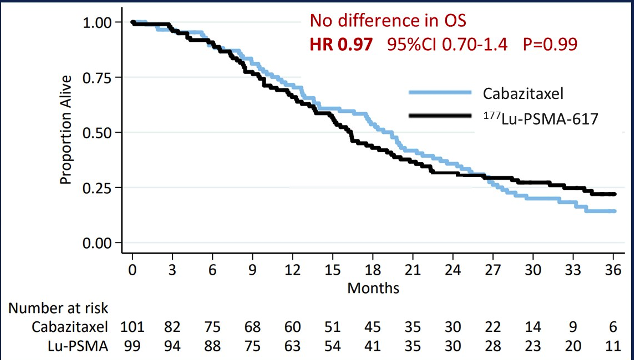 No difference in OS
HR 0.97 95%CI 0.70-1.4 P=0.99
Cabazitaxel
¹⁷⁷Lu-PSMA-617
Proportion Alive
1.00
0.75
0.50
0.25
0.00
0 3 6 9 12 15 18 21 24 27 30 33 36
Months
Number at risk
Cabazitaxel 101 82 75 68 60 51 45 35 30 22 14 9 6
Lu-PSMA 99 94 88 75 63 54 41 35 30 28 23 20 11